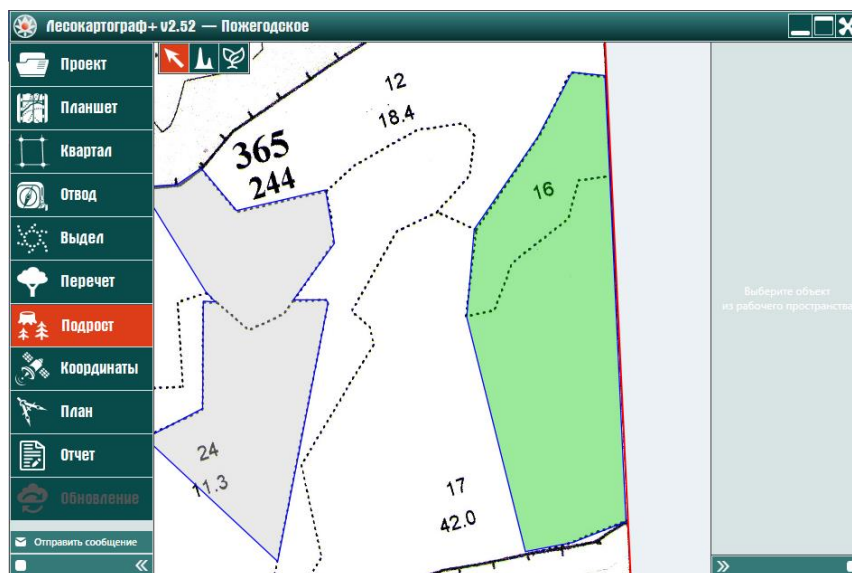 Лесокартограф+ v2.52 — Пожегодское
Проект
Планшет
Квартал
Отвод
Выдел
Перечет
Подрост
Координаты
План
Отчет
Обновление
Отправить сообщение
12
18.4
365
244
16
24
11.3
17
42.0
Выберите объект
из рабочего пространства